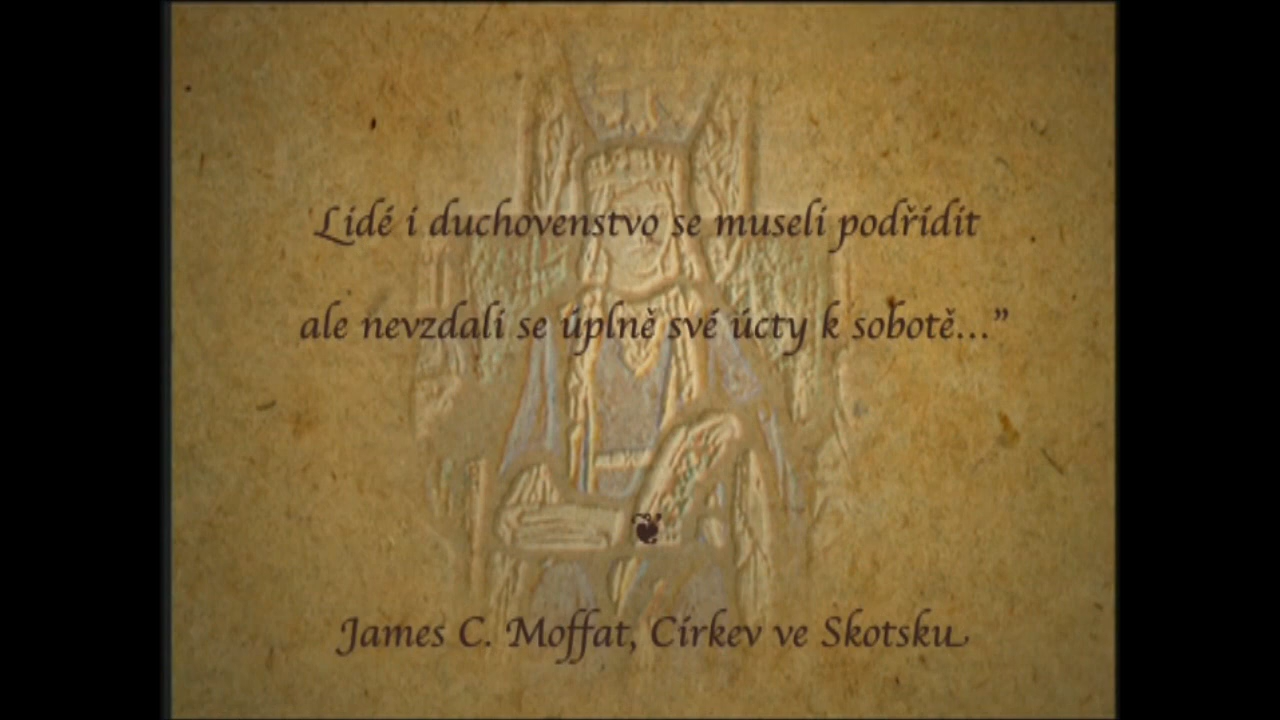 Lidé i duchovenstvo se museli podřídit
ale nevzdali se úplně své úcty k sobotě...”
James C. Moffat, Církev ve Skotsku